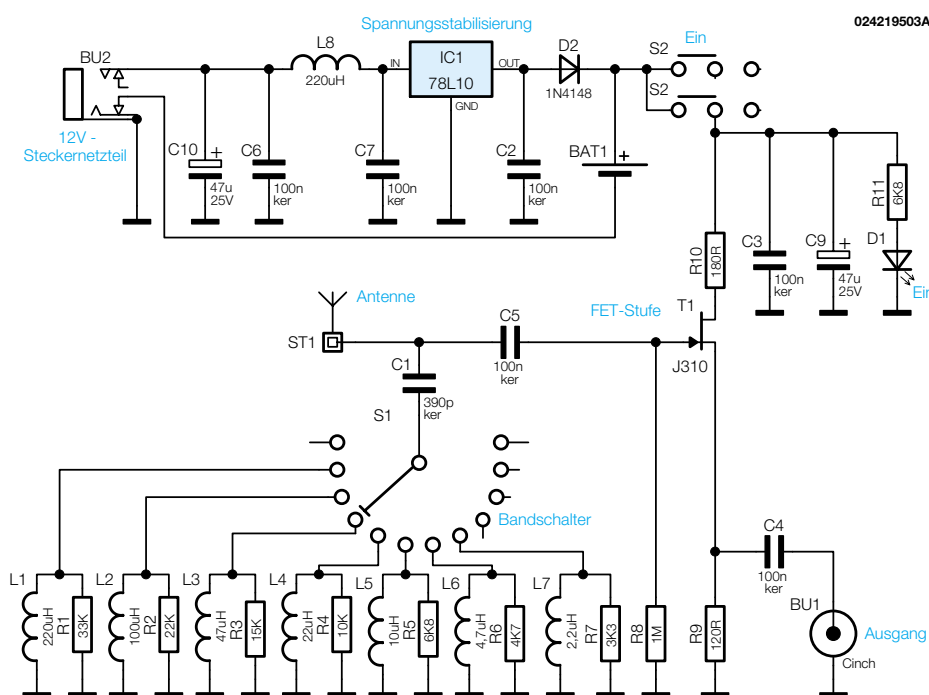 024219503A
Spannungsstabilisierung
Ein
BU2
L8
220uH
IN
IC1
78L10
OUT
GND
D2
1N4148
S2
S2
12V -
Steckernetzteil
C10
+
47u
25V
C6
100n
ker
C7
100n
ker
C2
100n
ker
BAT1
+
R10
180R
C3
100n
ker
C9
+
47u
25V
R11
6K8
D1
Ein
Antenne
ST1
C1
390p
ker
C5
100n
ker
FET-Stufe
T1
J310
S1
Bandschalter
L1
220uH
R1
33K
L2
100uH
R2
22K
L3
47uH
R3
15K
L4
22uH
R4
10K
L5
10uH
R5
6K8
L6
4,7uH
R6
4K7
L7
2,2uH
R7
3K3
R8
1M
R9
120R
C4
100n
ker
BU1
Ausgang
Cinch